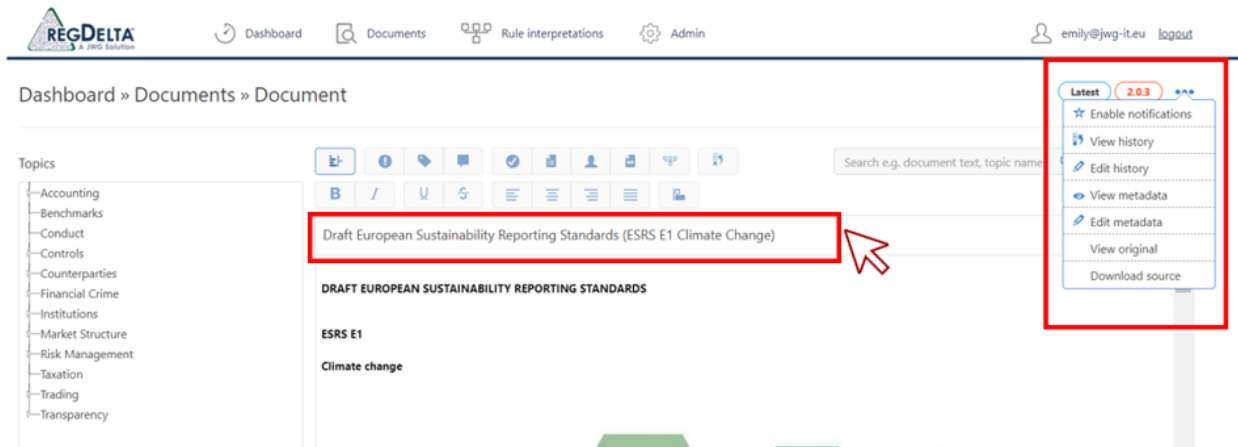 REGDELTA
A JWG Solution
Dashboard
Documents
Rule interpretations
Admin
emily@jwg-it.eu logout
Dashboard » Documents » Document
Latest 2.0.3
Enable notifications
View history
Edit history
View metadata
Edit metadata
View original
Download source
Topics
Search e.g. document text, topic name
Accounting
Benchmarks
Conduct
Controls
Counterparties
Financial Crime
Institutions
Market Structure
Risk Management
Taxation
Trading
Transparency
B I U S
Draft European Sustainability Reporting Standards (ESRS E1 Climate Change)
DRAFT EUROPEAN SUSTAINABILITY REPORTING STANDARDS
ESRS E1
Climate change